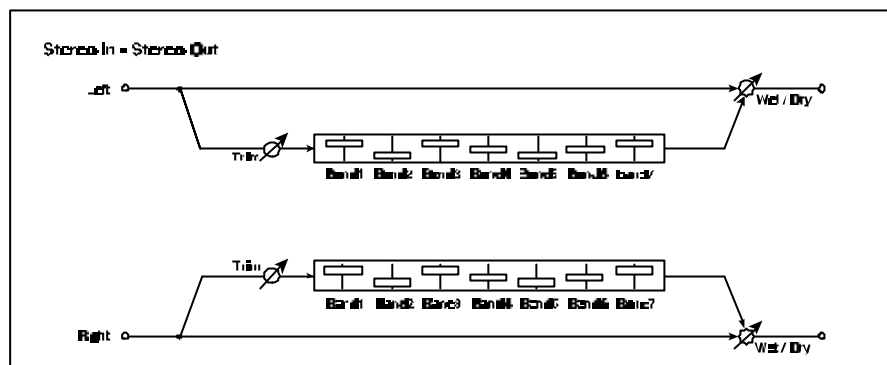 Stereo In - Stereo Out
Left
Wet / Dry
Trim
Band1 Band2 Band3 Band4 Band5 Band6 Band7
Trim
Band1 Band2 Band3 Band4 Band5 Band6 Band7
Right
Wet / Dry